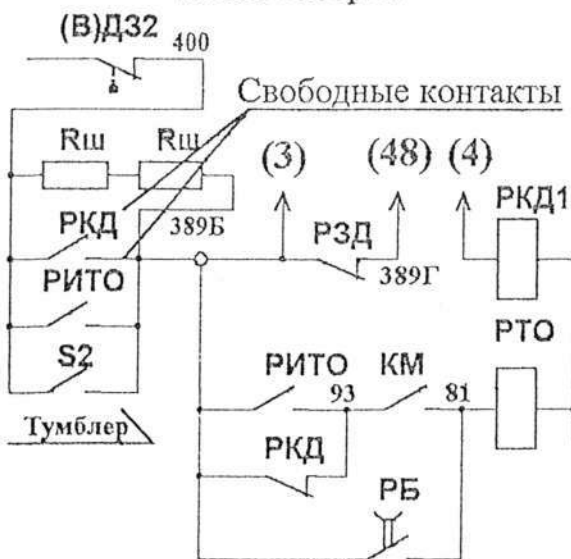 (В)ДЗ2
400
Свободные контакты
Rш Rш
(3) (48) (4)
РКД 389Б РЗД 389Г РКД1
РИТО РТО
S2 РИТО 93 КМ 81
Тумблер
РКД
РБ